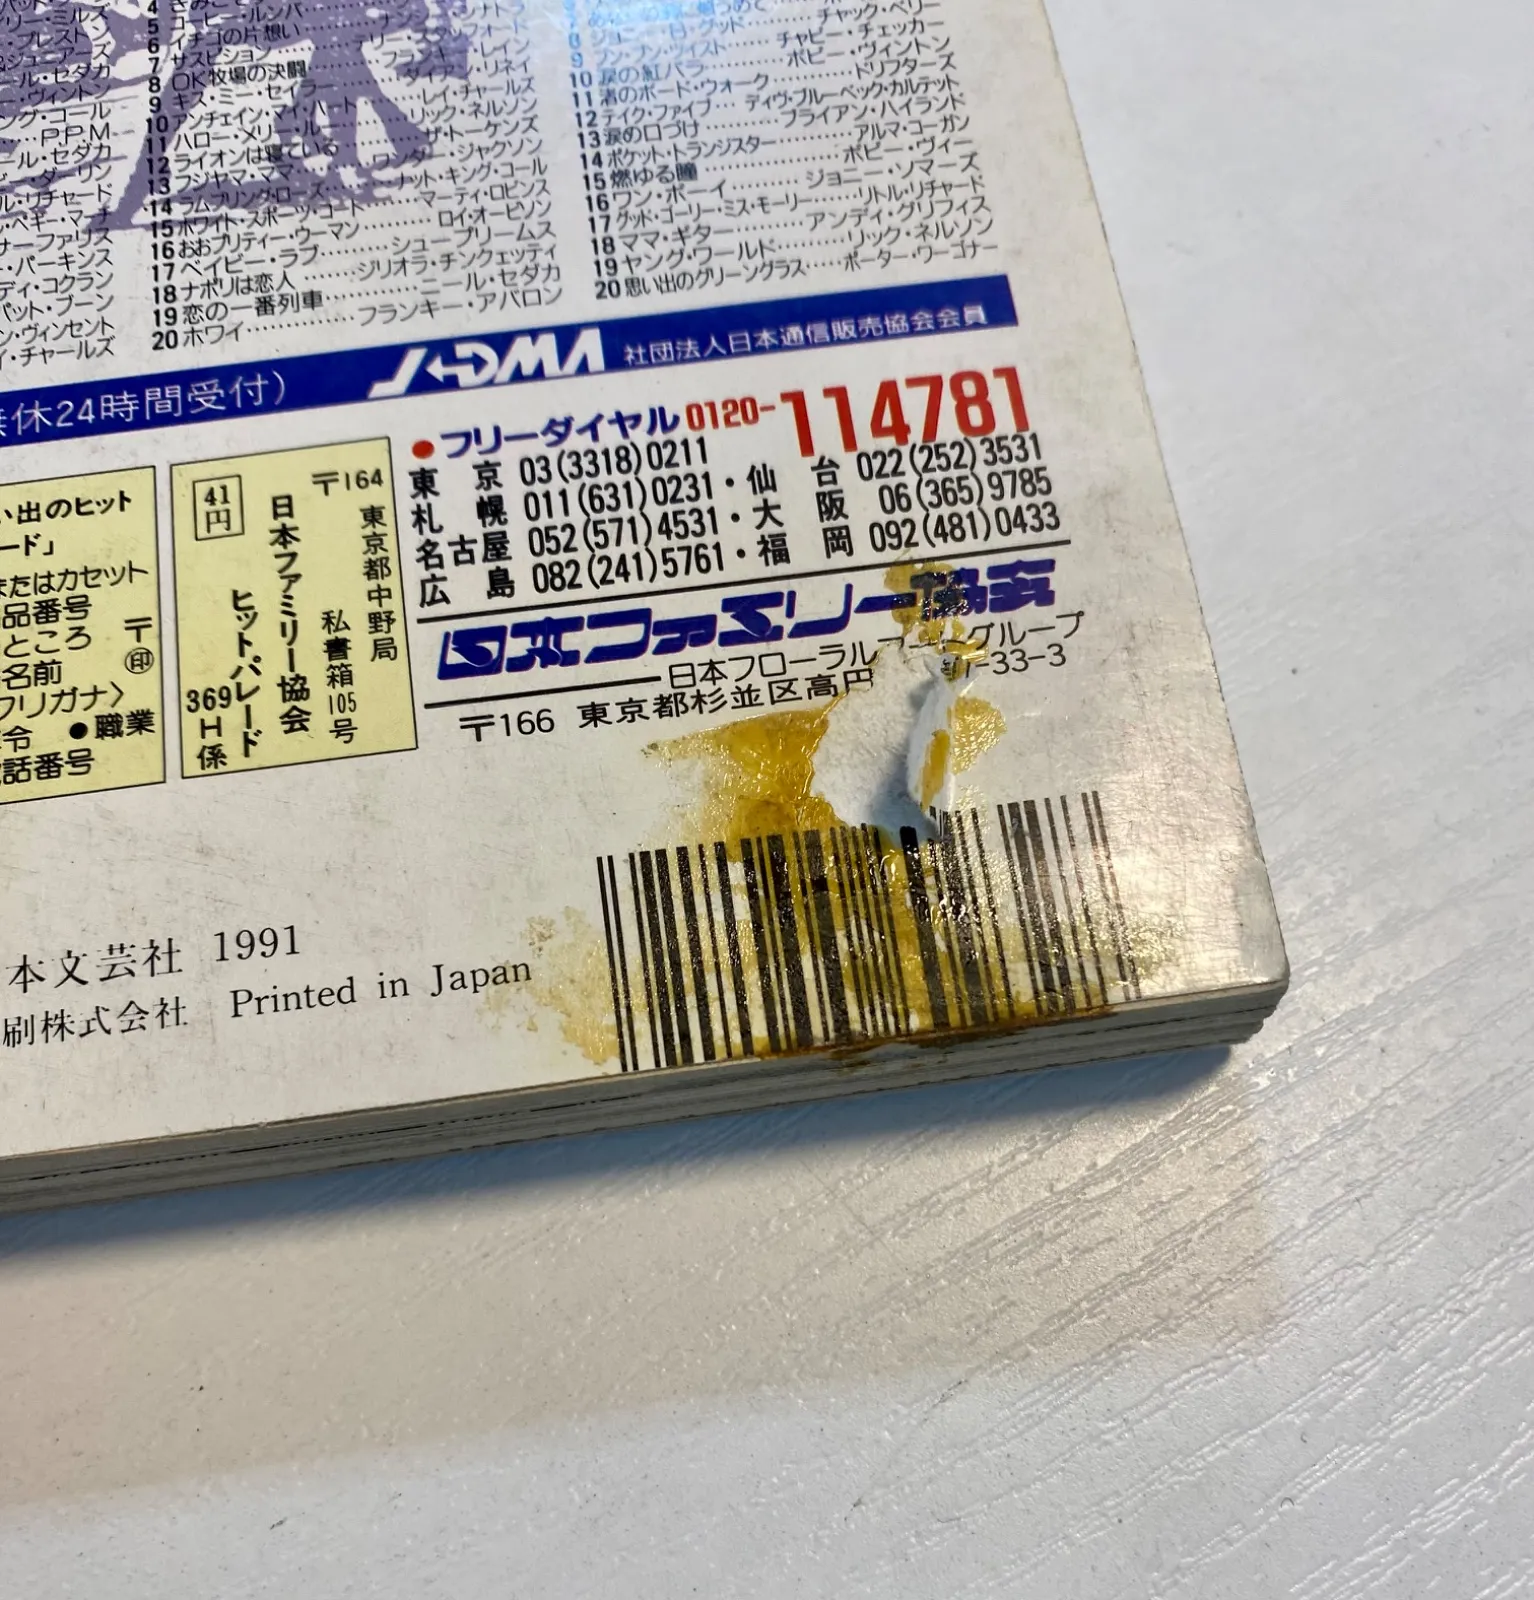 リー・ミルズ
プレストン
ジュニアーズ
ール・セダカ
ー・ヴィントン
ング・コール
……P.P.M
ール・セダカ
ー・ダーリン
ル・リチャード
ペギー・マーチ
サーファリス
ー・パーキンス
ディ・コクラン
パット・ブーン
ン・ヴィンセント
イ・チャールズ
5 コーヒー・ルンバ
6 イチゴの片想い
7 サスピション……テリー・スタッフォード
8 OK牧場の決闘……フランキー・レイン
9 キス・ミー・セイラー……ダイアン・リネイ
10 アンチェイン・マイ・ハート……レイ・チャールズ
11 ハロー・メリー・ルー……リック・ネルソン
12 ライオンは寝ている……ザ・トーケンズ
13 フジヤマ・ママ……ワンダー・ジャクソン
14 ラムブリング・ローズ……ナット・キング・コール
15 ホワイト・スポーツ・コート……マーティ・ロビンス
16 おおプリティー・ウーマン……ロイ・オービソン
17 ベイビー・ラブ……シュープリームス
18 ナポリは恋人……ジリオラ・チンクェッティ
19 恋の一番列車……ニール・セダカ
20 ホワイ……フランキー・アバロン
8 ジョニー・B・グッド……チャック・ベリー
9 ……ツイスト……チャビー・チェッカー
10 涙の紅バラ……ボビー・ヴィントン
11 渚のボード・ウォーク……ドリフターズ
12 テイク・ファイブ…ディヴ・ブルーベック・カルテット
13 涙の口づけ……ブライアン・ハイランド
14 ポケット・トランジスター……アルマ・コーガン
15 燃ゆる瞳……ボビー・ヴィー
16 ワン・ボーイ……ジョニー・ソマーズ
17 グッド・ゴーリー・ミス・モーリー……リトル・リチャード
18 ママ・ギター……アンディ・グリフィス
19 ヤング・ワールド……リック・ネルソン
20 思い出のグリーングラス……ポーター・ワーゴナー
休24時間受付）
JDMA 社団法人日本通信販売協会会員
●フリーダイヤル 0120-114781
東京 03(3318)0211
札幌 011(631)0231・仙台 022(252)3531
名古屋 052(571)4531・大阪 06(365)9785
広島 082(241)5761・福岡 092(481)0433
日本ファミリー協会
日本フローラル グループ
〒166 東京都杉並区高円 -33-3
い出のヒット
ード」
またはカセット
品番号
ところ 〒
名前 ㊞
フリガナ〉
令 ●職業
話番号
41円
〒164 東京都中野局
私書箱105号
日本ファミリー協会
ヒットパレード
369H係
本文芸社 1991
刷株式会社 Printed in Japan